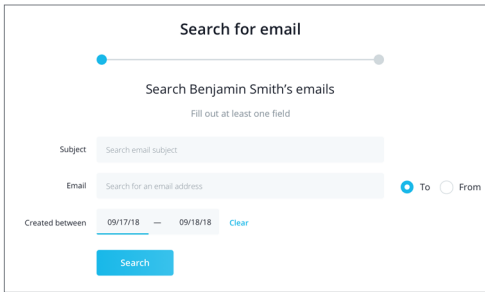 Search for email
Search Benjamin Smith's emails
Fill out at least one field
Subject Search email subject
Email Search for an email address To From
Created between 09/17/18 — 09/18/18 Clear
Search